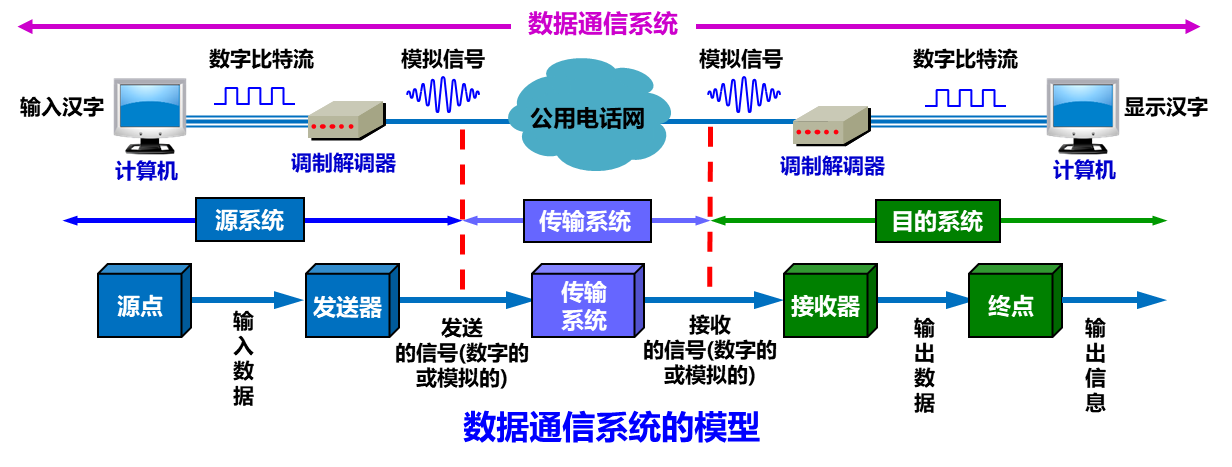 数据通信系统
数字比特流
模拟信号
模拟信号
数字比特流
输入汉字
公用电话网
显示汉字
计算机
调制解调器
调制解调器
计算机
源系统
传输系统
目的系统
源点
发送器
传输
系统
接收器
终点
输入数据
发送
的信号(数字的
或模拟的)
接收
的信号(数字的
或模拟的)
输出数据
输出信息
数据通信系统的模型